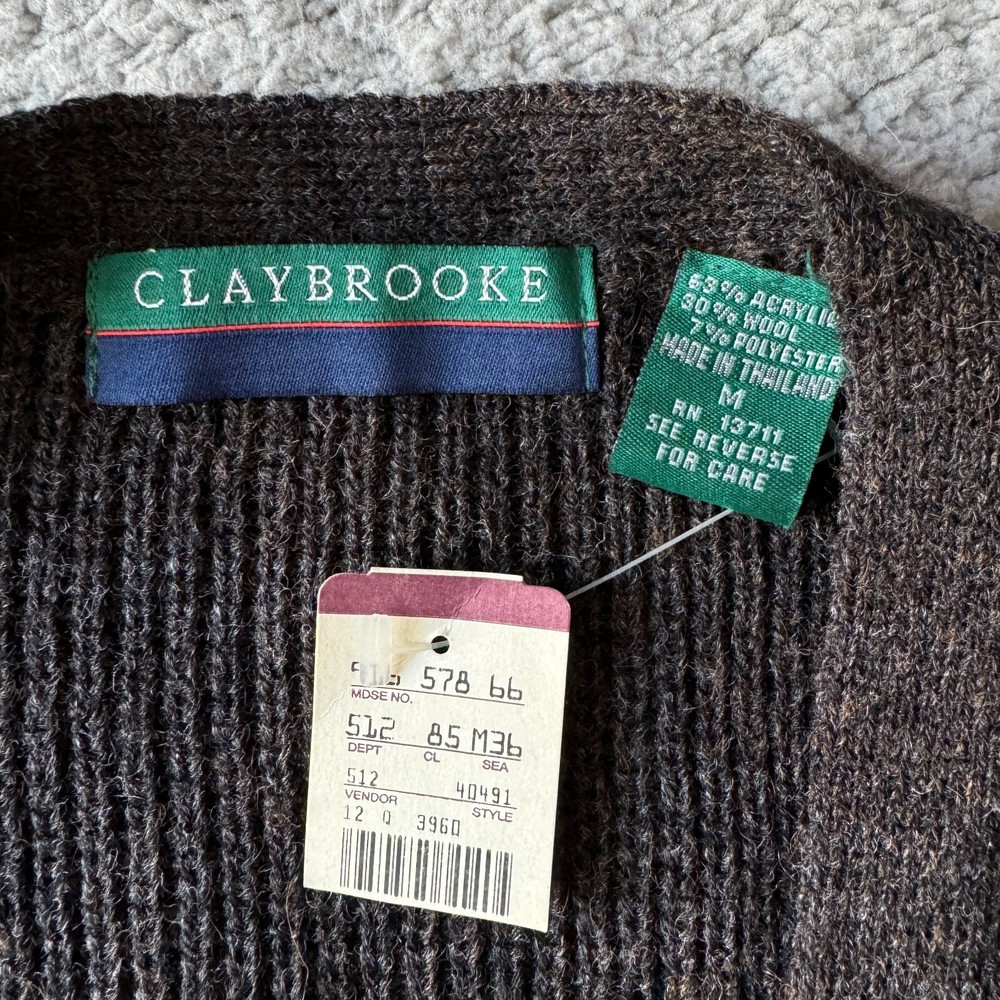 CLAYBROOKE
63% ACRYLIC
30% WOOL
7% POLYESTER
MADE IN THAILAND
M
RN 13711
SEE REVERSE
FOR CARE
578 66
MDSE NO.
512 85 M36
DEPT CL SEA
512 40491
VENDOR STYLE
12 0 3960